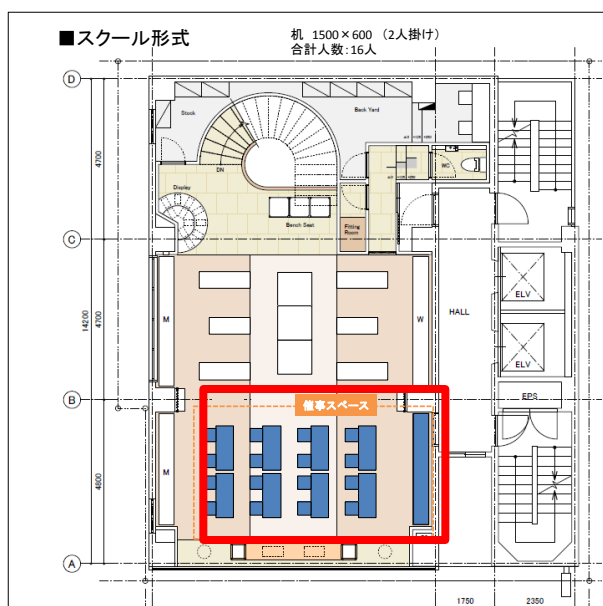 ■スクール形式
机 1500×600 (2人掛け)
合計人数:16人
D
Stock
Back Yard
4700
DN
WC
Display
Bench Seat
Fitting
Room
C
ELV
14200
4700
M
W
HALL
ELV
B
EPS
催事スペース
4800
M
A
1750
2350